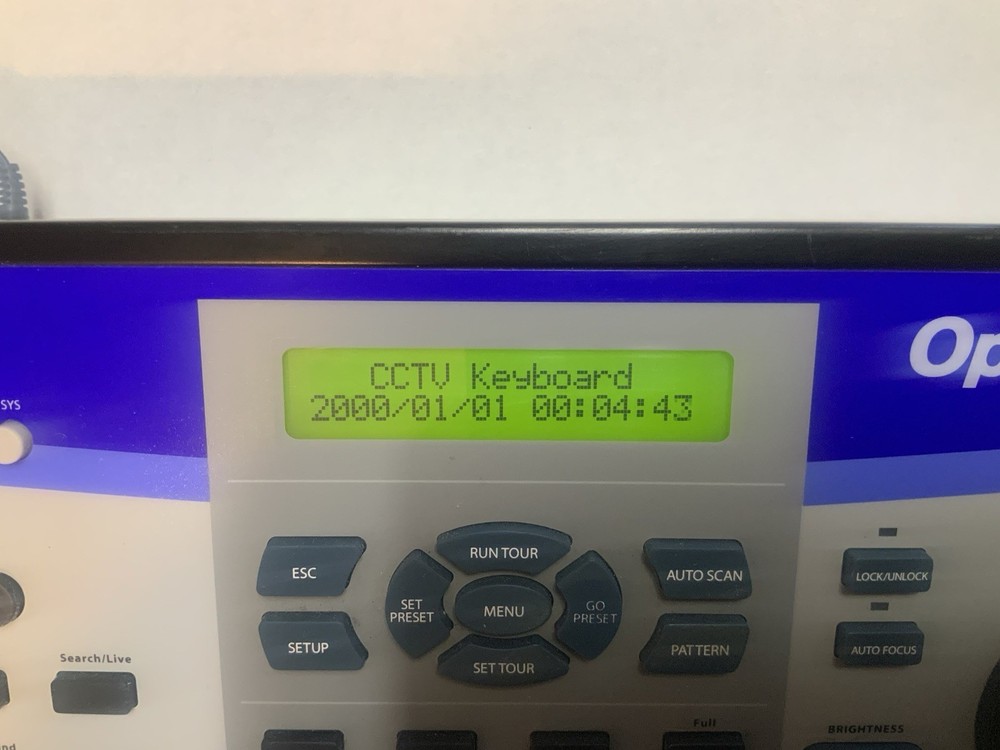 Op
CCTV Keyboard
2000/01/01 00:04:43
SYS
RUN TOUR
ESC
AUTO SCAN
LOCK/UNLOCK
SET
PRESET
MENU
GO
PRESET
SETUP
SET TOUR
PATTERN
AUTO FOCUS
Search/Live
Full
BRIGHTNESS
nd